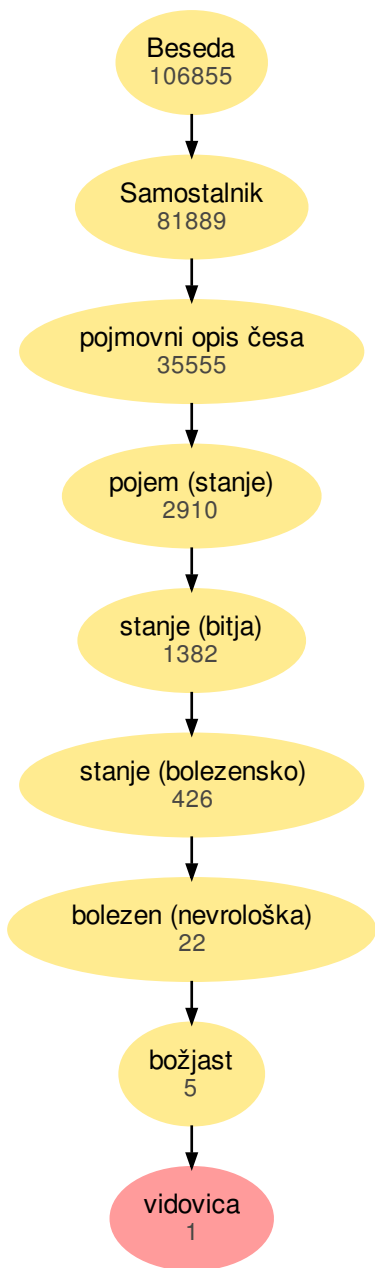 Beseda
106855
Samostalnik
81889
pojmovni opis česa
35555
pojem (stanje)
2910
stanje (bitja)
1382
stanje (bolezensko)
426
bolezen (nevrološka)
22
božjast
5
vidovica
1